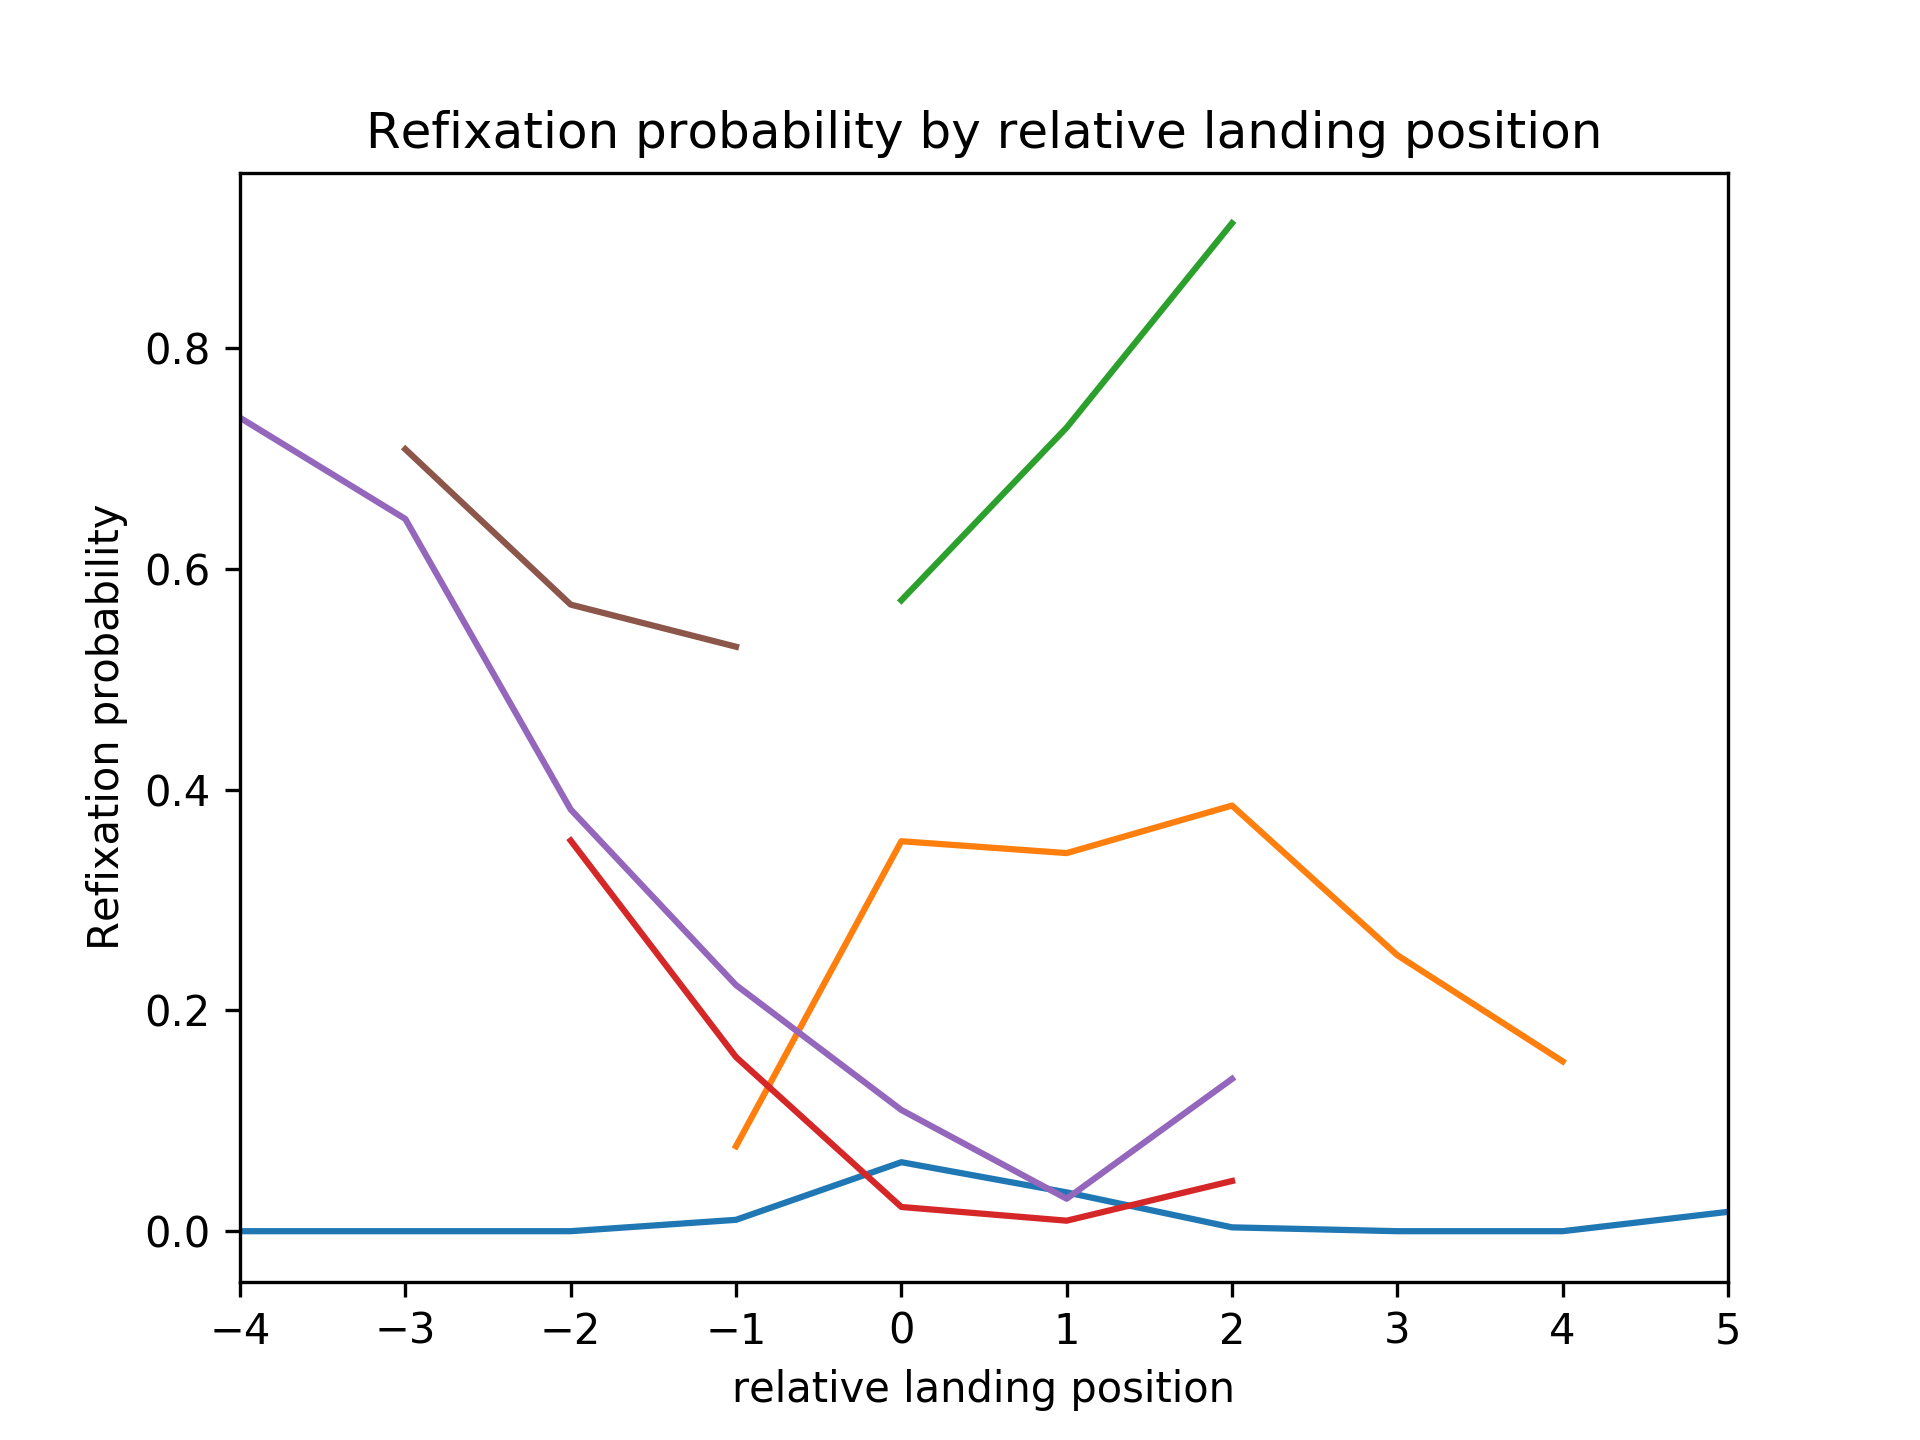 Refixation probability by relative landing position
Refixation probability
0.8
0.6
0.4
0.2
0.0
−4 −3 −2 −1 0 1 2 3 4 5
relative landing position